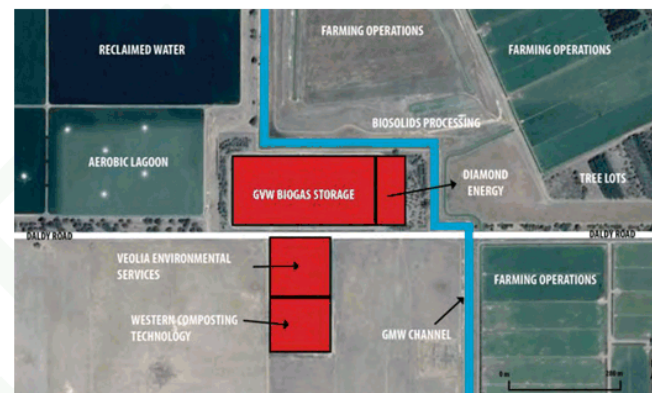 RECLAIMED WATER
FARMING OPERATIONS
FARMING OPERATIONS
BIOSOLIDS PROCESSING
AEROBIC LAGOON
GVW BIOGAS STORAGE
DIAMOND
ENERGY
TREE LOTS
DALDY ROAD
DALDY ROAD
VEOLIA ENVIRONMENTAL
SERVICES
WESTERN COMPOSTING
TECHNOLOGY
GMW CHANNEL
FARMING OPERATIONS
0 m
200 m